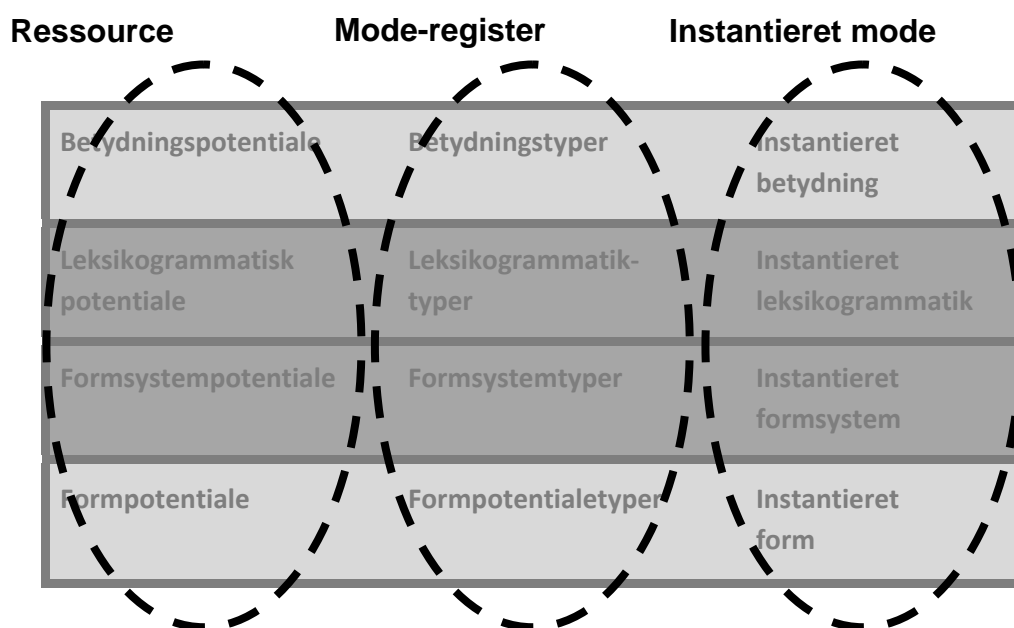 Ressource Mode-register Instantieret mode
Betydningspotentiale Betydningstyper Instantieret
betydning
Leksikogrammatisk Leksikogrammatik- Instantieret
potentiale typer leksikogrammatik
Formsystempotentiale Formsystemtyper Instantieret
formsystem
Formpotentiale Formpotentialetyper Instantieret
form